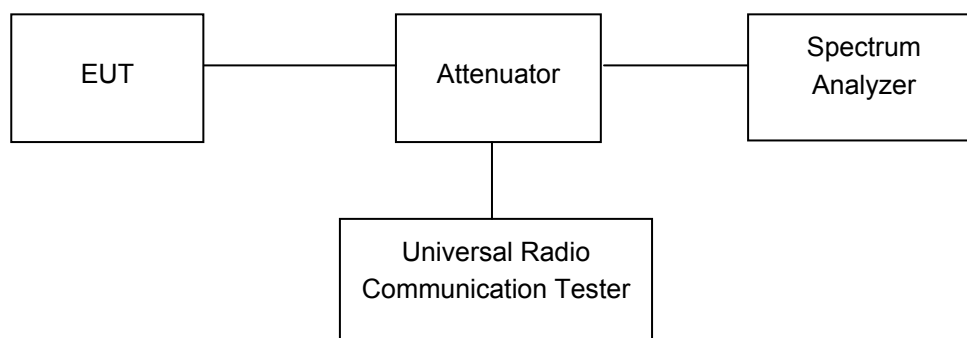 EUT
Attenuator
Spectrum
Analyzer
Universal Radio
Communication Tester